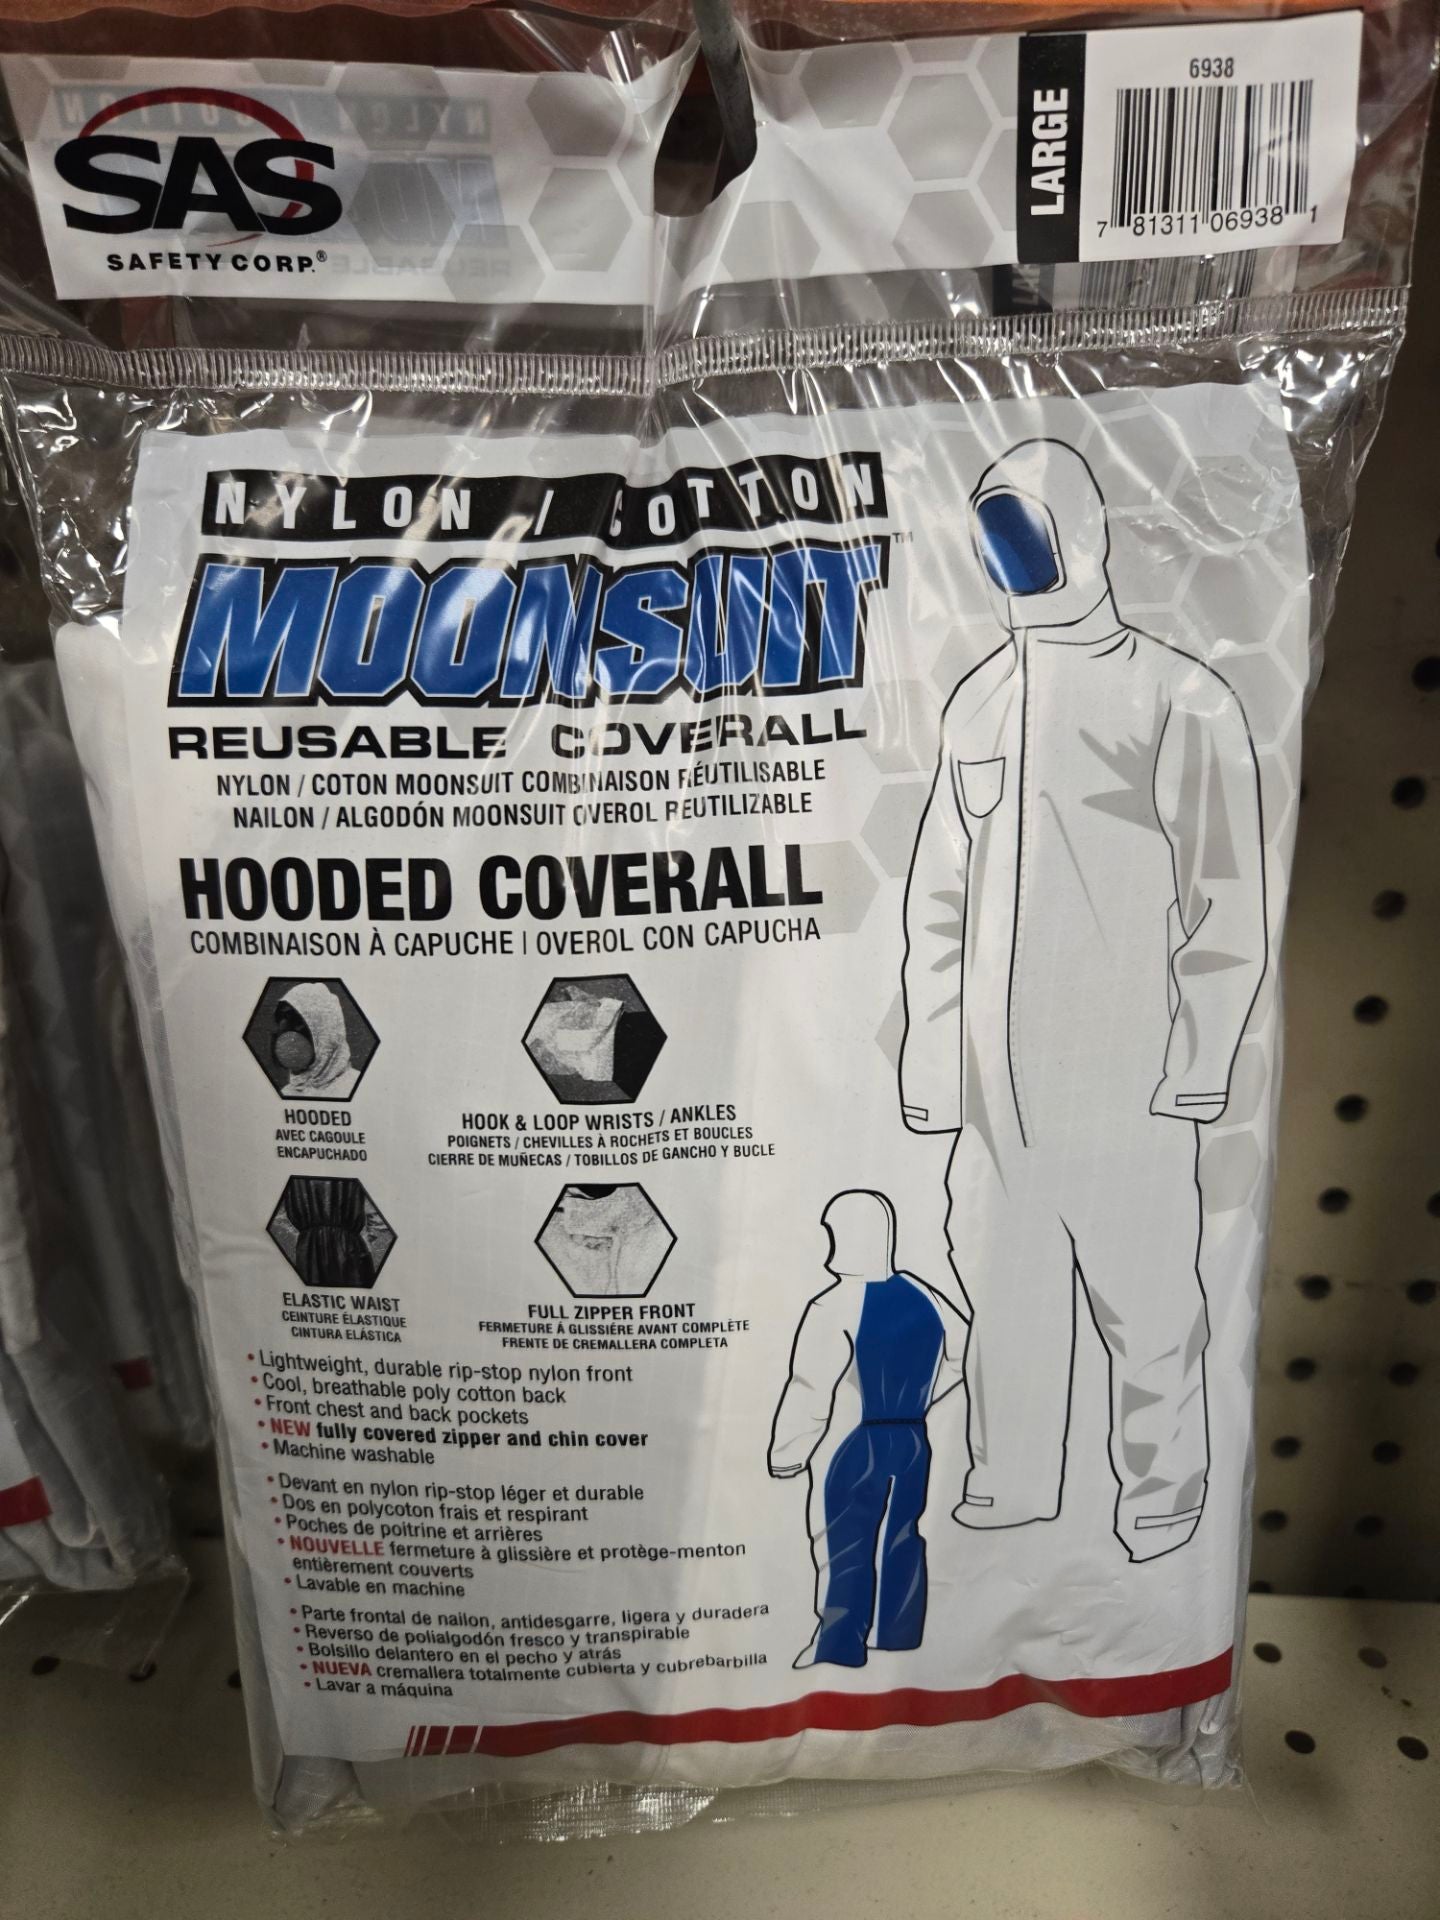 SAS
SAFETY CORP.®
LARGE
6938
7 81311 06938 1
NYLON / COTTON
MOONSUIT™
REUSABLE COVERALL
NYLON / COTON MOONSUIT COMBINAISON RÉUTILISABLE
NAILON / ALGODÓN MOONSUIT OVEROL REUTILIZABLE
HOODED COVERALL
COMBINAISON À CAPUCHE | OVEROL CON CAPUCHA
HOODED
AVEC CAGOULE
ENCAPUCHADO
HOOK & LOOP WRISTS / ANKLES
POIGNETS / CHEVILLES À ROCHETS ET BOUCLES
CIERRE DE MUÑECAS / TOBILLOS DE GANCHO Y BUCLE
ELASTIC WAIST
CEINTURE ÉLASTIQUE
CINTURA ELÁSTICA
FULL ZIPPER FRONT
FERMETURE À GLISSIÉRE AVANT COMPLÈTE
FRENTE DE CREMALLERA COMPLETA
• Lightweight, durable rip-stop nylon front
• Cool, breathable poly cotton back
• Front chest and back pockets
• NEW fully covered zipper and chin cover
• Machine washable
• Devant en nylon rip-stop léger et durable
• Dos en polycoton frais et respirant
• Poches de poitrine et arrières
• NOUVELLE fermeture à glissière et protège-menton
entièrement couverts
• Lavable en machine
• Parte frontal de nailon, antidesgarre, ligera y duradera
• Reverso de polialgodón fresco y transpirable
• Bolsillo delantero en el pecho y atrás
• NUEVA cremallera totalmente cubierta y cubrebarbilla
• Lavar a máquina